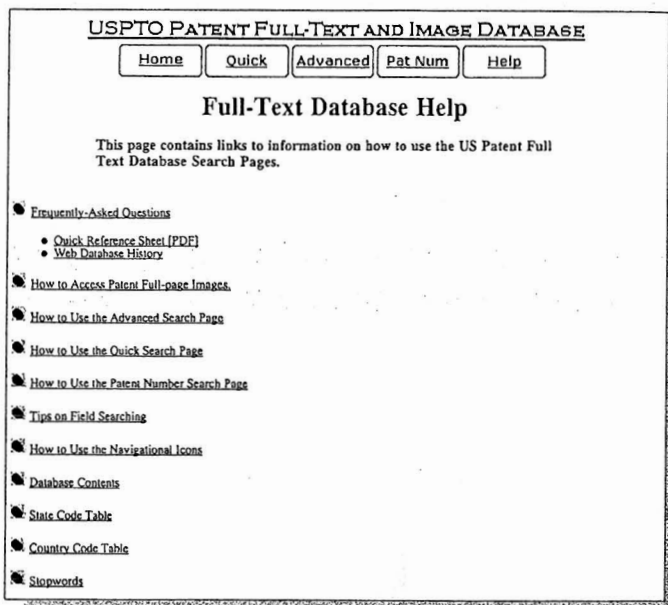 USPTO PATENT FULL-TEXT AND IMAGE DATABASE
Home Quick Advanced Pat Num Help
Full-Text Database Help
This page contains links to information on how to use the US Patent Full
Text Database Search Pages.
Frequently-Asked Questions
Quick Reference Sheet [PDF]
Web Database History
How to Access Patent Full-page Images.
How to Use the Advanced Search Page
How to Use the Quick Search Page
How to Use the Patent Number Search Page
Tips on Field Searching
How to Use the Navigational Icons
Database Contents
State Code Table
Country Code Table
Stopwords